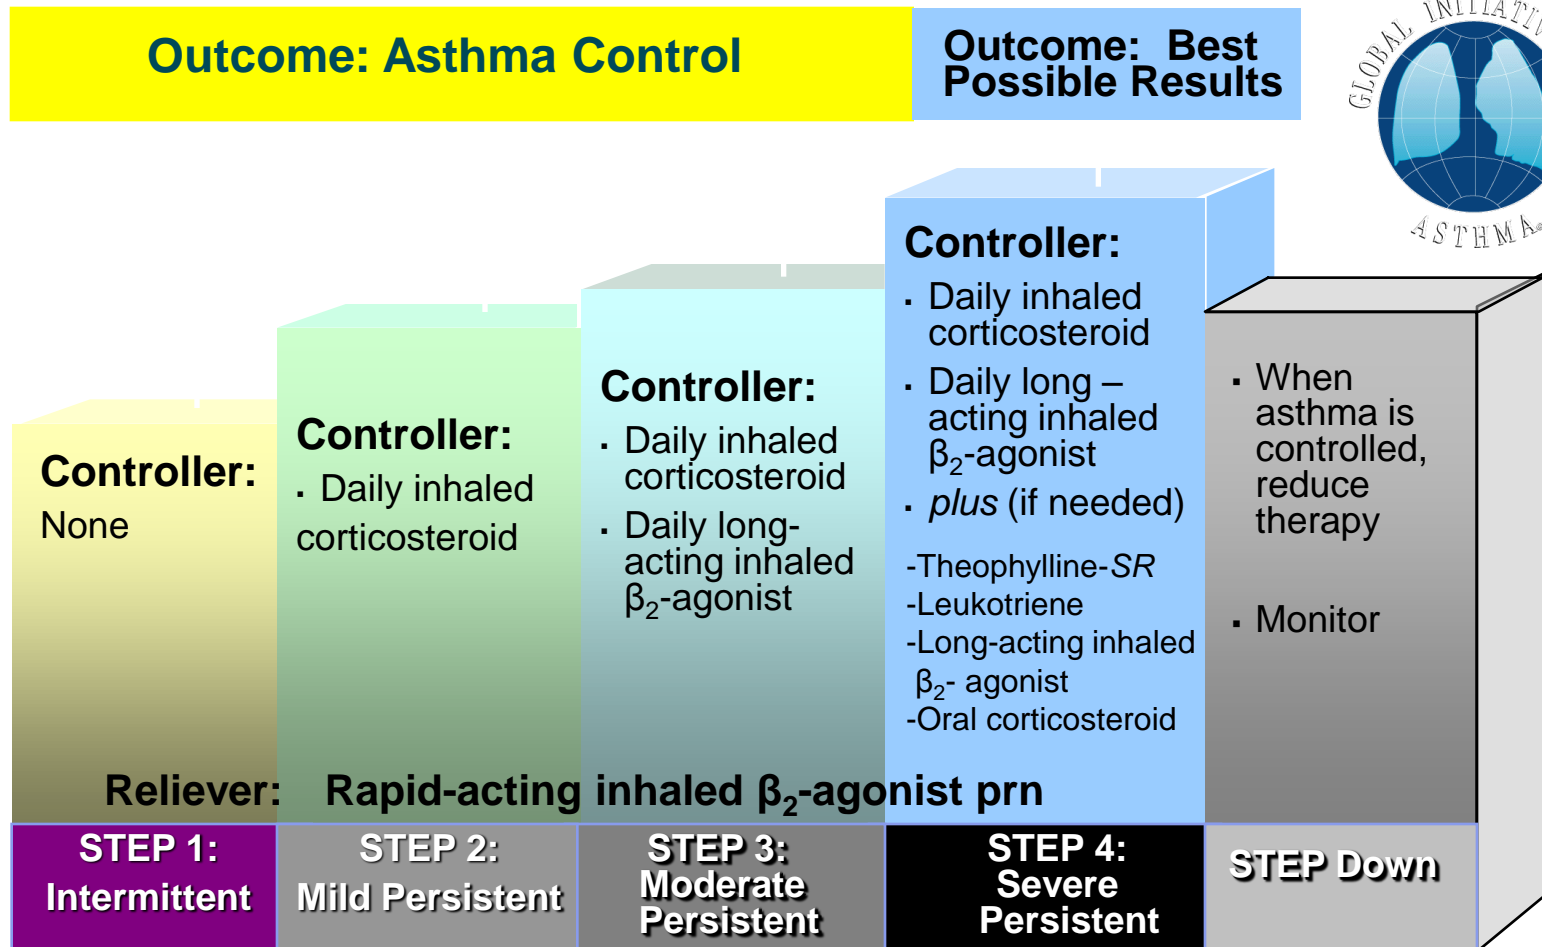 Outcome: Asthma Control
Outcome: Best
Possible Results
GLOBAL INITIATIV
ASTHMA
Controller:
None
Controller:
▪ Daily inhaled
corticosteroid
Controller:
▪ Daily inhaled
corticosteroid
▪ Daily long-
acting inhaled
β₂-agonist
Controller:
▪ Daily inhaled
corticosteroid
▪ Daily long –
acting inhaled
β₂-agonist
▪ plus (if needed)
-Theophylline-SR
-Leukotriene
-Long-acting inhaled
β₂- agonist
-Oral corticosteroid
▪ When
asthma is
controlled,
reduce
therapy
▪ Monitor
Reliever: Rapid-acting inhaled β₂-agonist prn
STEP 1:
Intermittent
STEP 2:
Mild Persistent
STEP 3:
Moderate
Persistent
STEP 4:
Severe
Persistent
STEP Down